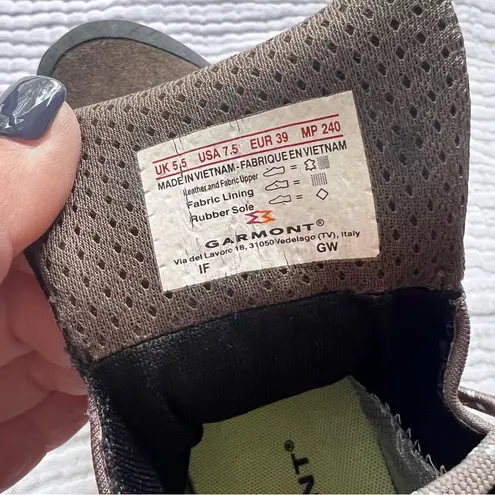 UK 5,5 USA 7.5 EUR 39 MP 240
MADE IN VIETNAM - FABRIQUE EN VIETNAM
Leather and Fabric Upper =
Fabric Lining =
Rubber Sole =
GARMONT®
Via del Lavoro 18, 31050 Vedelago (TV), Italy
IF GW
NT®